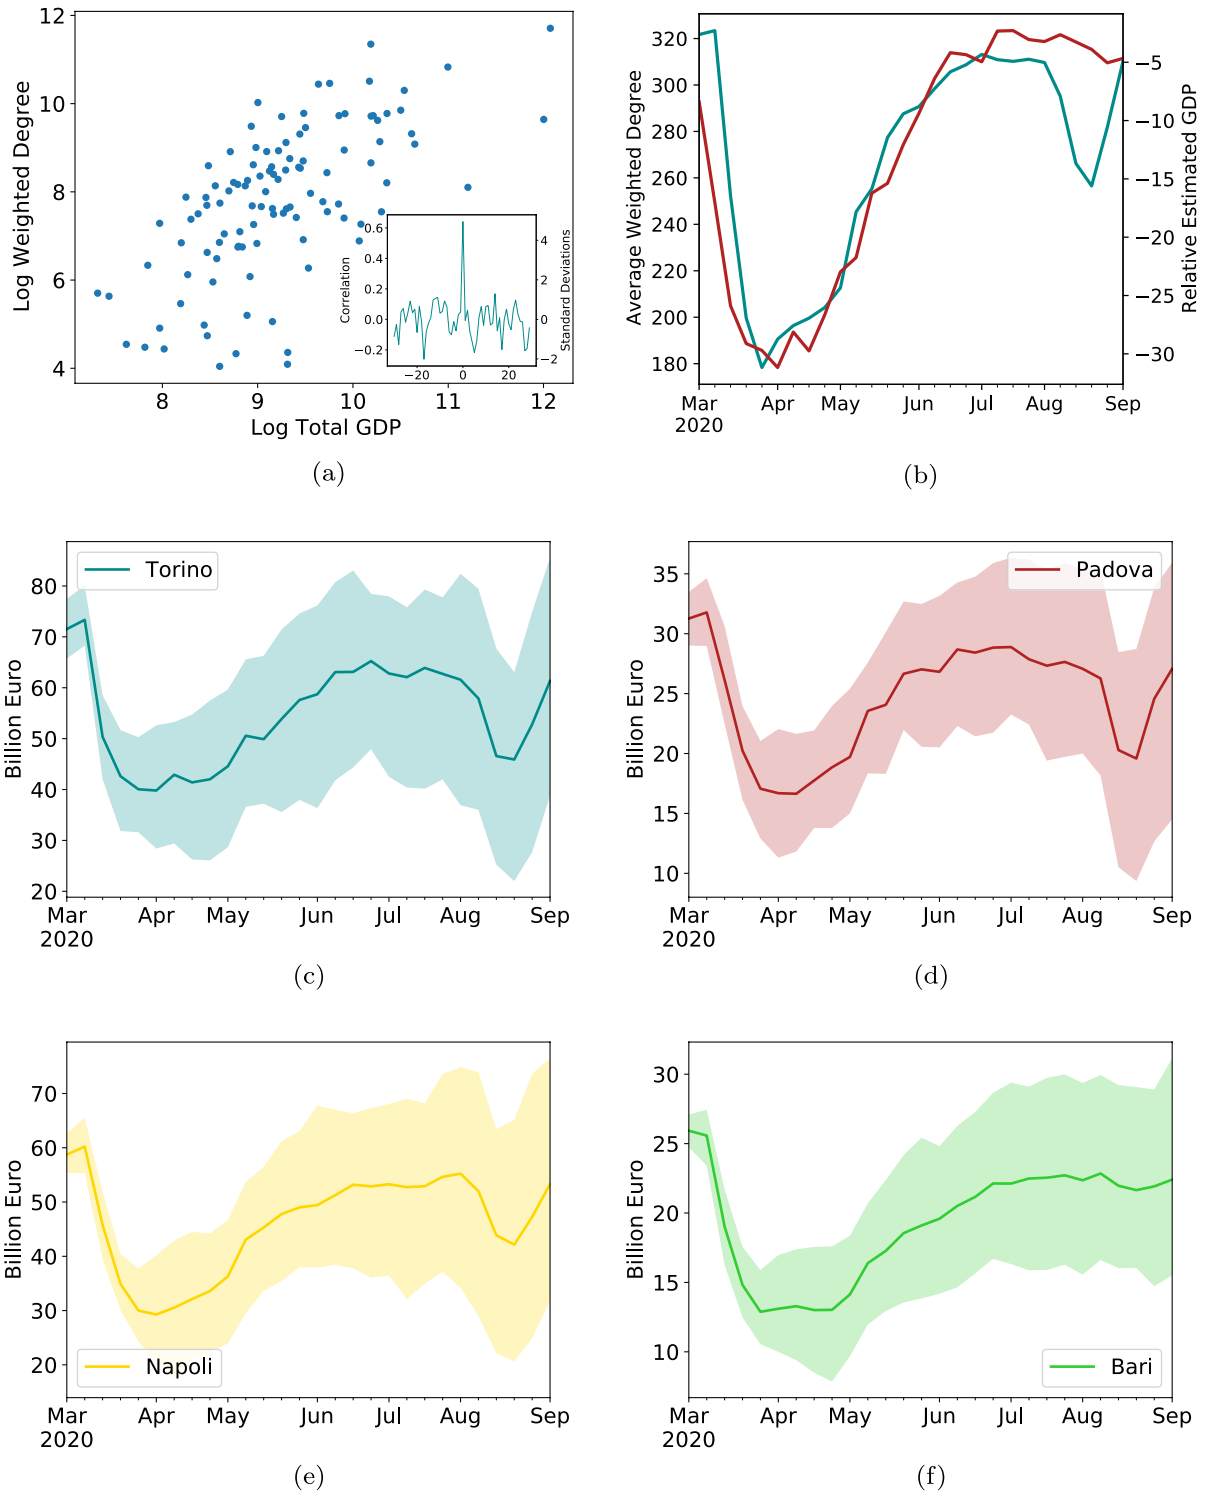 12
10
8
6
4
Log Weighted Degree
8 9 10 11 12
Log Total GDP
0.6
0.4
0.2
0.0
−0.2
Correlation
4
2
0
−2
Standard Deviations
−20 0 20
(a)
320
300
280
260
240
220
200
180
Average Weighted Degree
−5
−10
−15
−20
−25
−30
Relative Estimated GDP
Mar Apr May Jun Jul Aug Sep
2020
(b)
Torino
80
70
60
50
40
30
20
Billion Euro
Mar Apr May Jun Jul Aug Sep
2020
(c)
Padova
35
30
25
20
15
10
Billion Euro
Mar Apr May Jun Jul Aug Sep
2020
(d)
70
60
50
40
30
20
Billion Euro
Napoli
Mar Apr May Jun Jul Aug Sep
2020
(e)
30
25
20
15
10
Billion Euro
Bari
Mar Apr May Jun Jul Aug Sep
2020
(f)